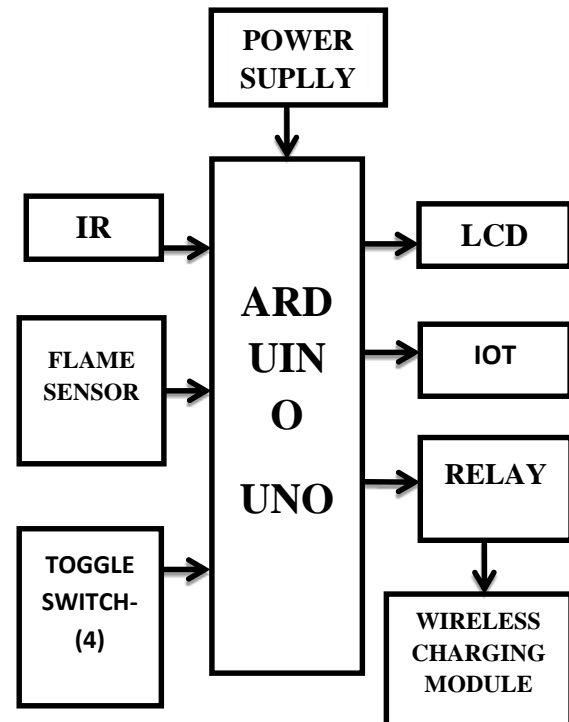 POWER
SUPLLY
IR
FLAME
SENSOR
TOGGLE
SWITCH-
(4)
ARD
UIN
O
UNO
LCD
IOT
RELAY
WIRELESS
CHARGING
MODULE